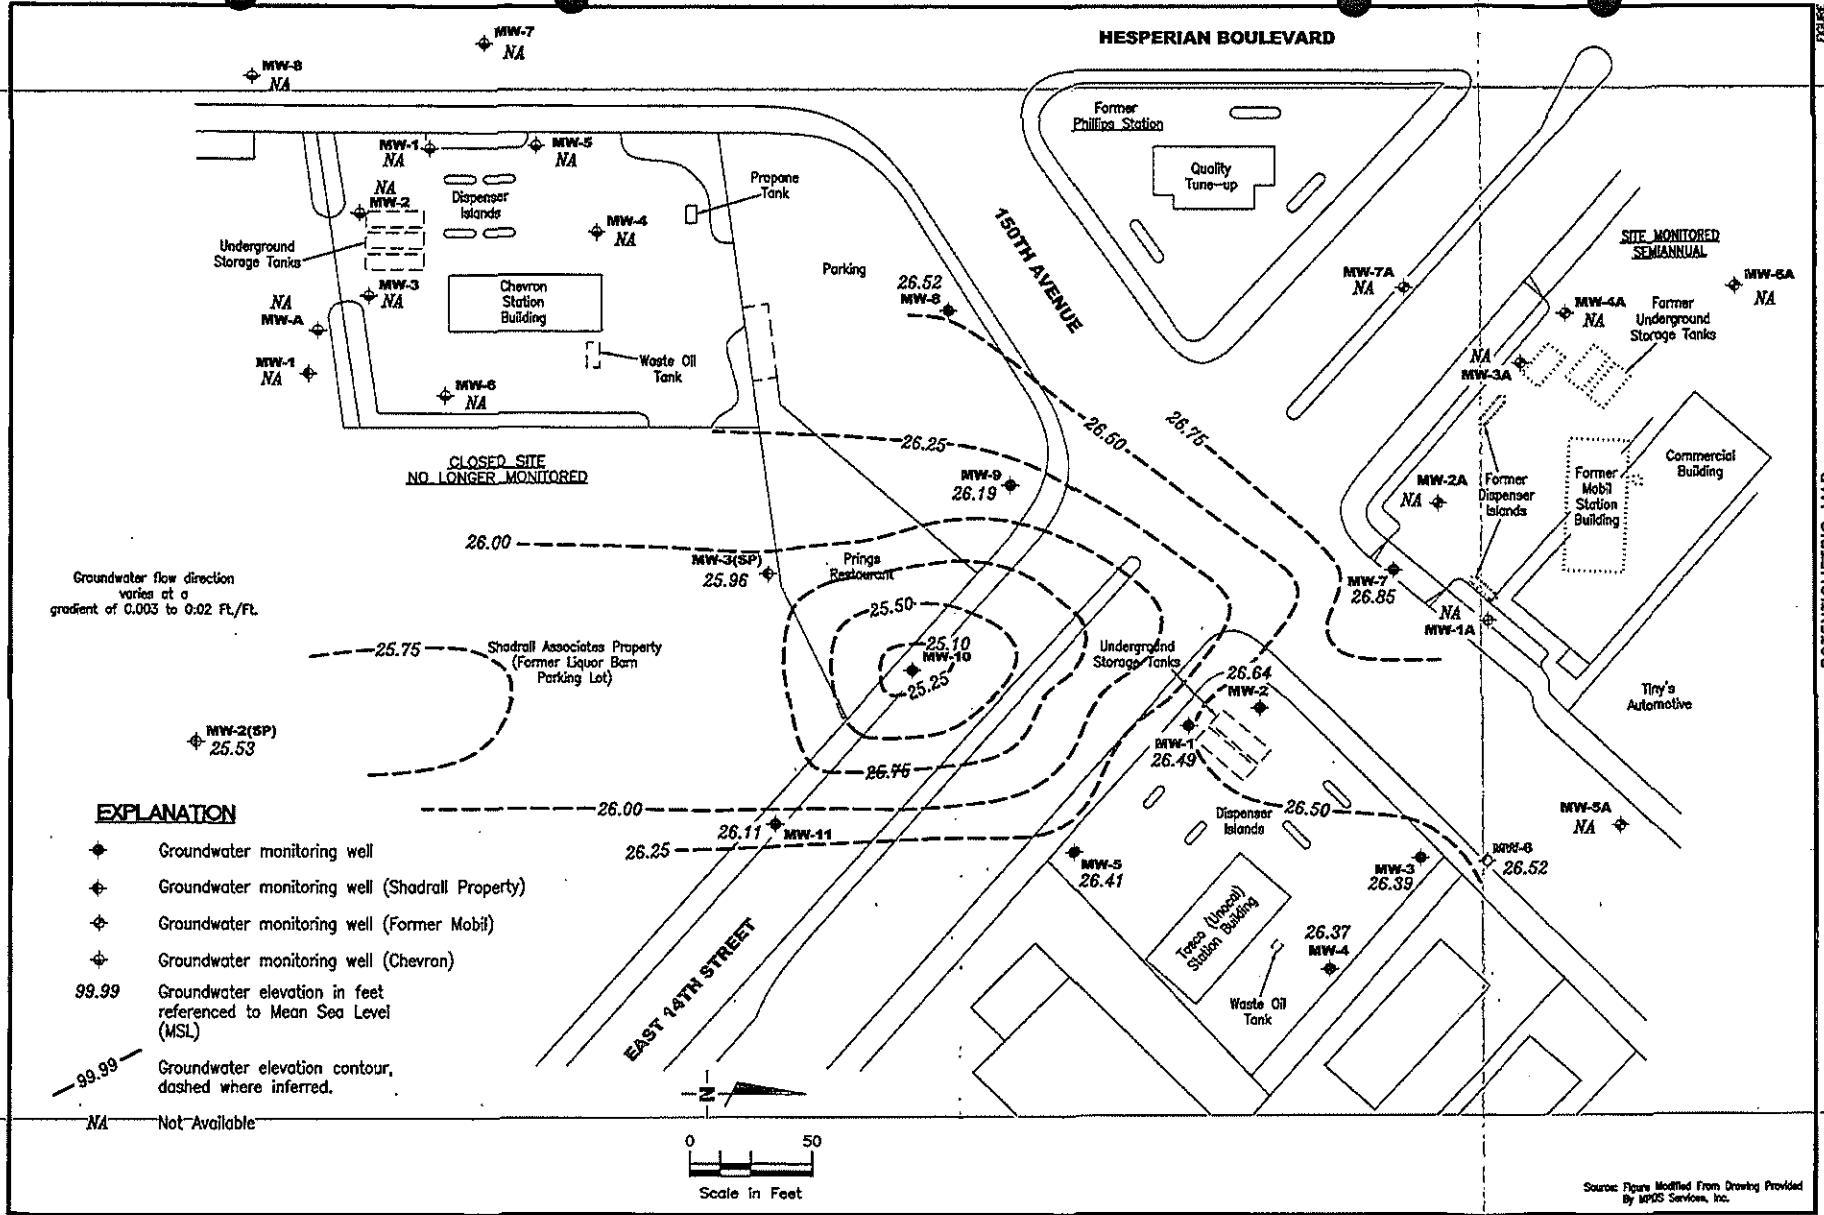 HESPERIAN BOULEVARD
MW-7
NA
MW-8
NA
MW-1
NA
MW-5
NA
NA
MW-2
Dispenser
Islands
MW-4
NA
Propane
Tank
Underground
Storage Tanks
MW-3
NA
NA
MW-A
MW-1
NA
Chevron
Station
Building
Waste Oil
Tank
MW-6
NA
Parking
26.52
MW-8
150TH AVENUE
Former
Phillips Station
Quality
Tune-up
SITE MONITORED
SEMIANNUAL
MW-7A
NA
MW-6A
NA
MW-4A
NA
Former
Underground
Storage Tanks
NA
MW-3A
MW-2A
NA
Former
Dispenser
Islands
Former
Mobil
Station
Building
Commercial
Building
CLOSED SITE
NO LONGER MONITORED
26.25
26.50
26.75
MW-9
26.19
26.00
MW-3(SP)
25.96
Prings
Restaurant
MW-7
26.85
NA
MW-1A
Groundwater flow direction
varies at a
gradient of 0.003 to 0.02 Ft./Ft.
25.75
Shadrall Associates Property
(Former Liquor Barn
Parking Lot)
25.50
25.10
MW-10
25.25
Underground
Storage Tanks
26.64
MW-2
Tiny's
Automotive
MW-2(SP)
25.53
MW-1
26.49
25.75
26.00
26.11
MW-11
26.25
Dispenser
Islands
26.50
MW-5A
NA
MW-5
26.41
MW-3
26.39
MW-6
26.52
Tosco (Unocal)
Station Building
26.37
MW-4
Waste Oil
Tank
EAST 14TH STREET
EXPLANATION
Groundwater monitoring well
Groundwater monitoring well (Shadrall Property)
Groundwater monitoring well (Former Mobil)
Groundwater monitoring well (Chevron)
99.99 Groundwater elevation in feet
referenced to Mean Sea Level
(MSL)
99.99 Groundwater elevation contour,
dashed where inferred.
NA Not Available
N
0 50
Scale in Feet
Source: Figure Modified From Drawing Provided
By MPDS Services, Inc.
FIGURE